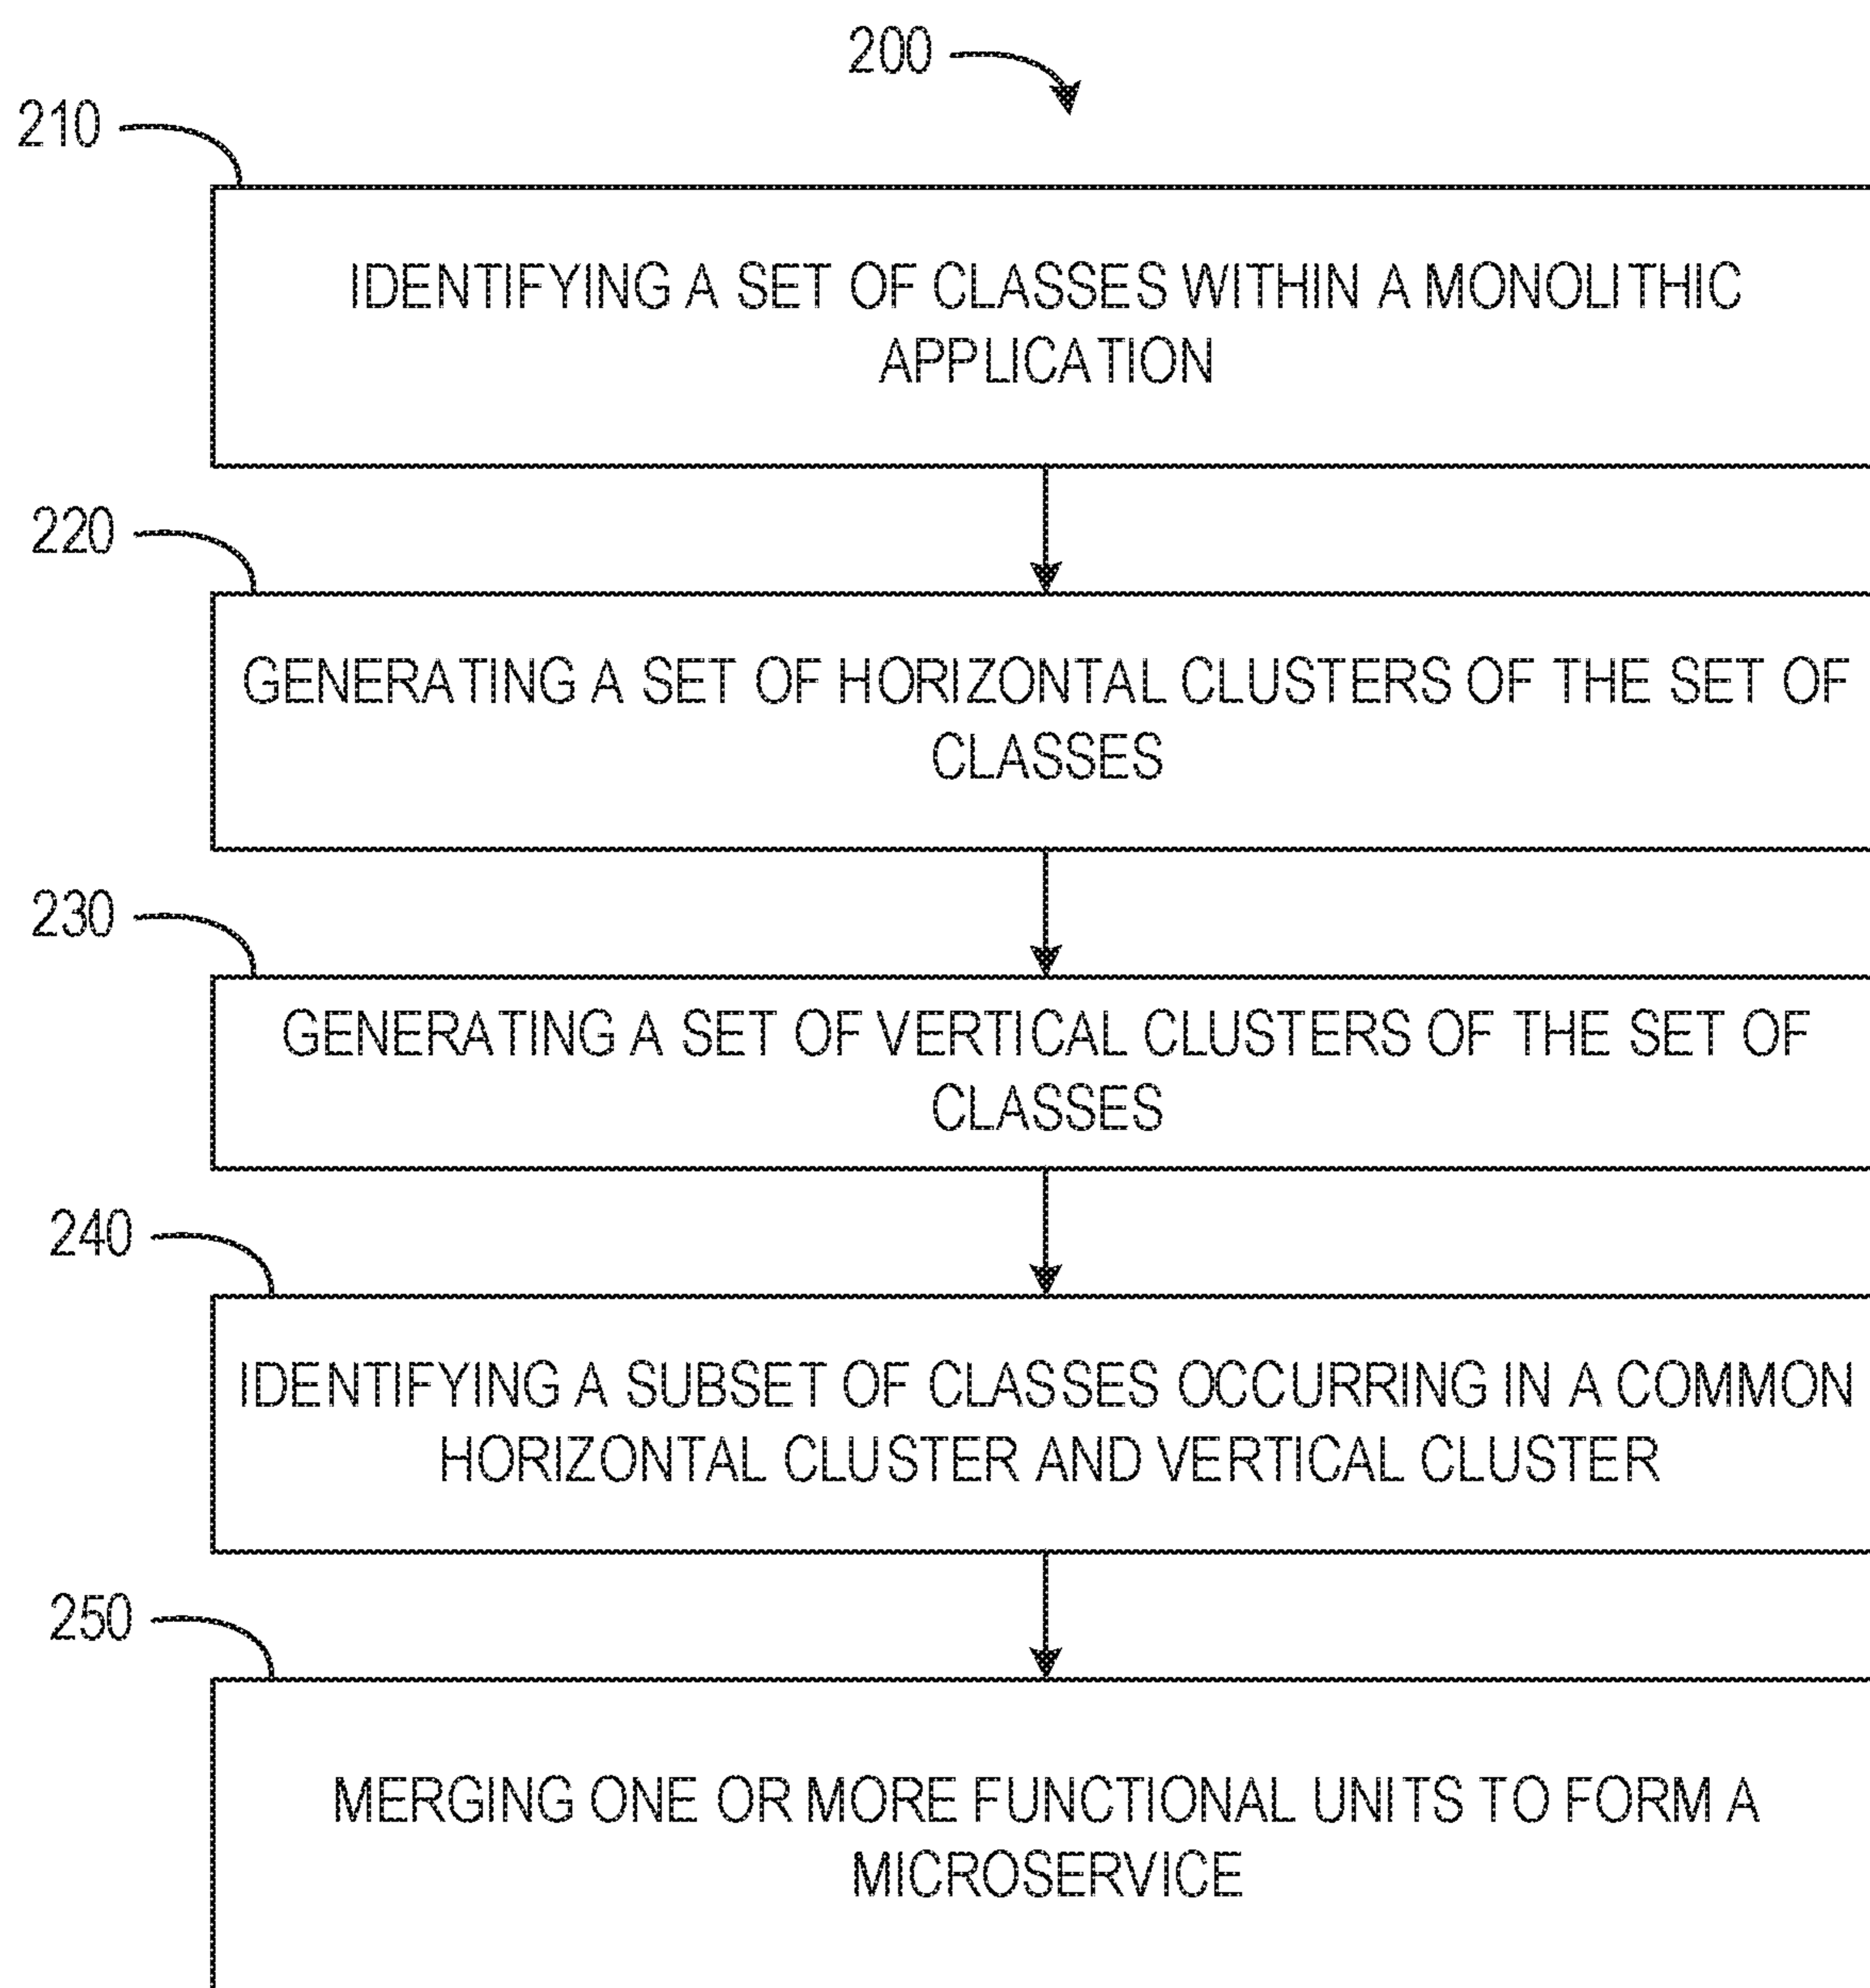 200
210
IDENTIFYING A SET OF CLASSES WITHIN A MONOLITHIC
APPLICATION
220
GENERATING A SET OF HORIZONTAL CLUSTERS OF THE SET OF
CLASSES
230
GENERATING A SET OF VERTICAL CLUSTERS OF THE SET OF
CLASSES
240
IDENTIFYING A SUBSET OF CLASSES OCCURRING IN A COMMON
HORIZONTAL CLUSTER AND VERTICAL CLUSTER
250
MERGING ONE OR MORE FUNCTIONAL UNITS TO FORM A
MICROSERVICE